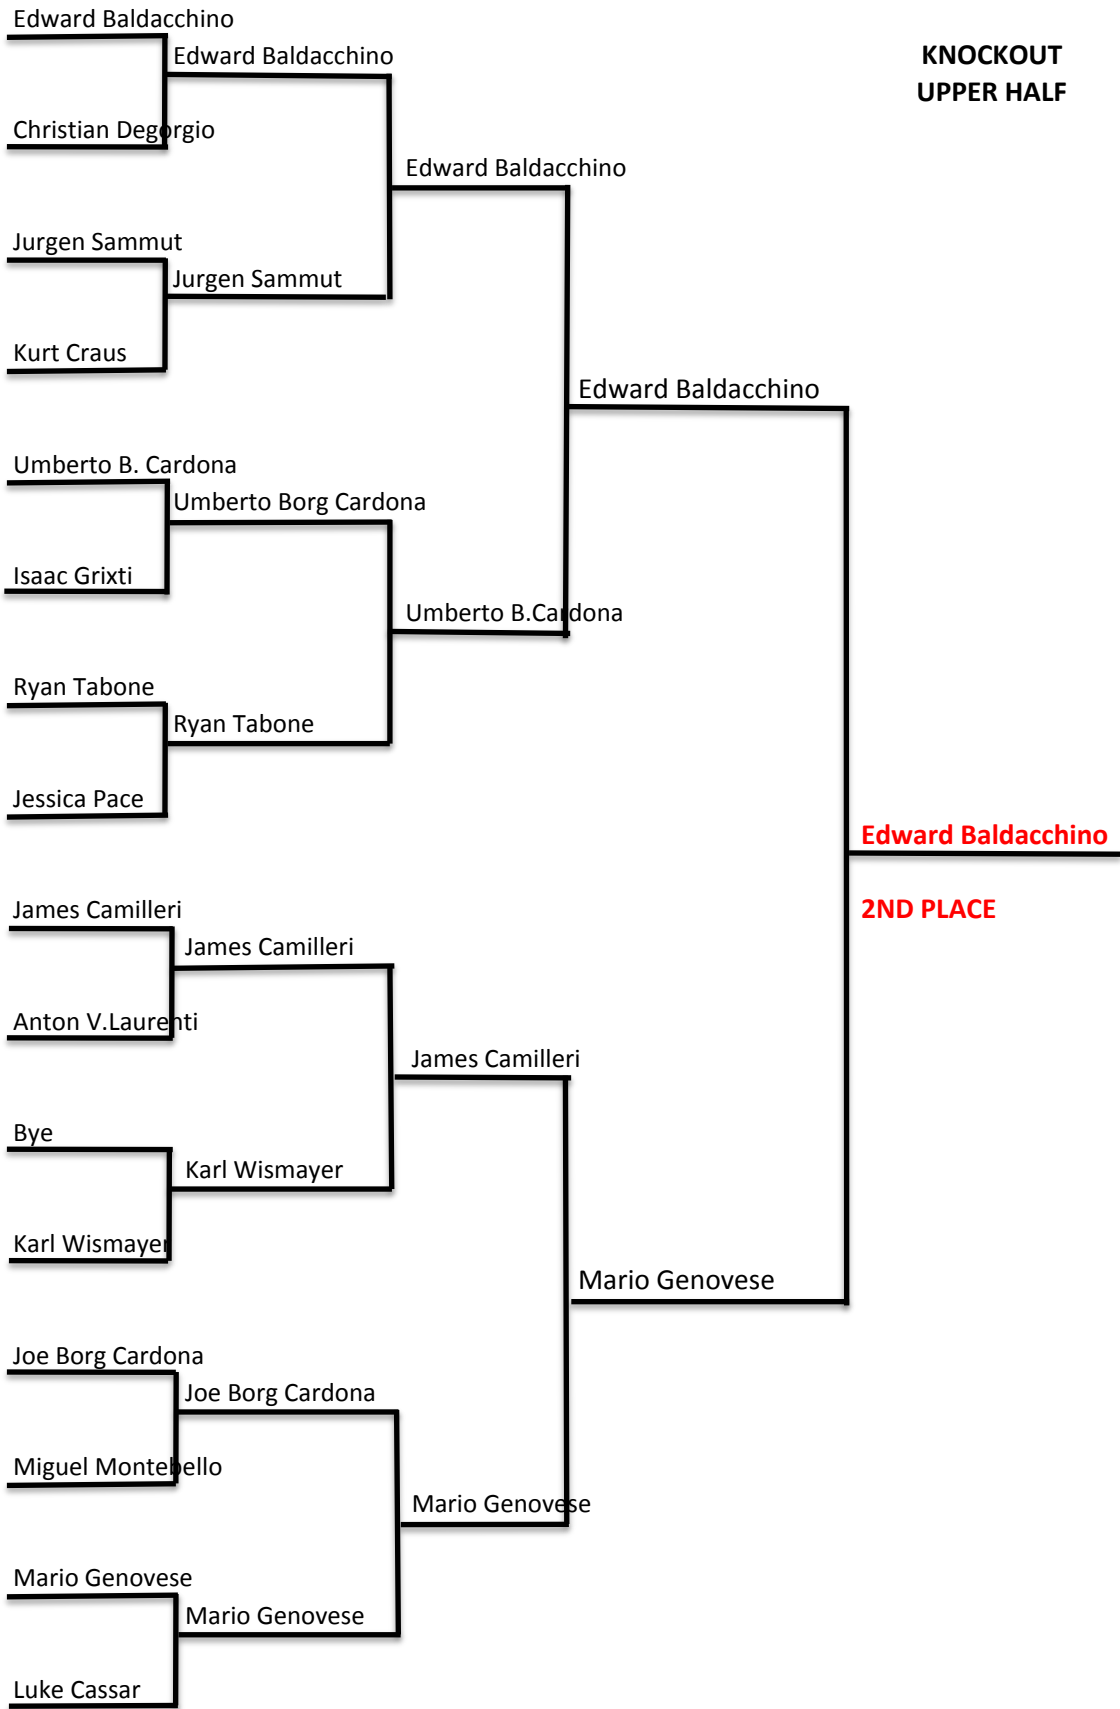 Edward Baldacchino
Edward Baldacchino
KNOCKOUT
UPPER HALF
Christian Degorgio
Edward Baldacchino
Jurgen Sammut
Jurgen Sammut
Kurt Craus
Edward Baldacchino
Umberto B. Cardona
Umberto Borg Cardona
Isaac Grixti
Umberto B.Cardona
Ryan Tabone
Ryan Tabone
Jessica Pace
Edward Baldacchino
2ND PLACE
James Camilleri
James Camilleri
Anton V.Laurenti
James Camilleri
Bye
Karl Wismayer
Karl Wismayer
Mario Genovese
Joe Borg Cardona
Joe Borg Cardona
Miguel Montebello
Mario Genovese
Mario Genovese
Mario Genovese
Luke Cassar